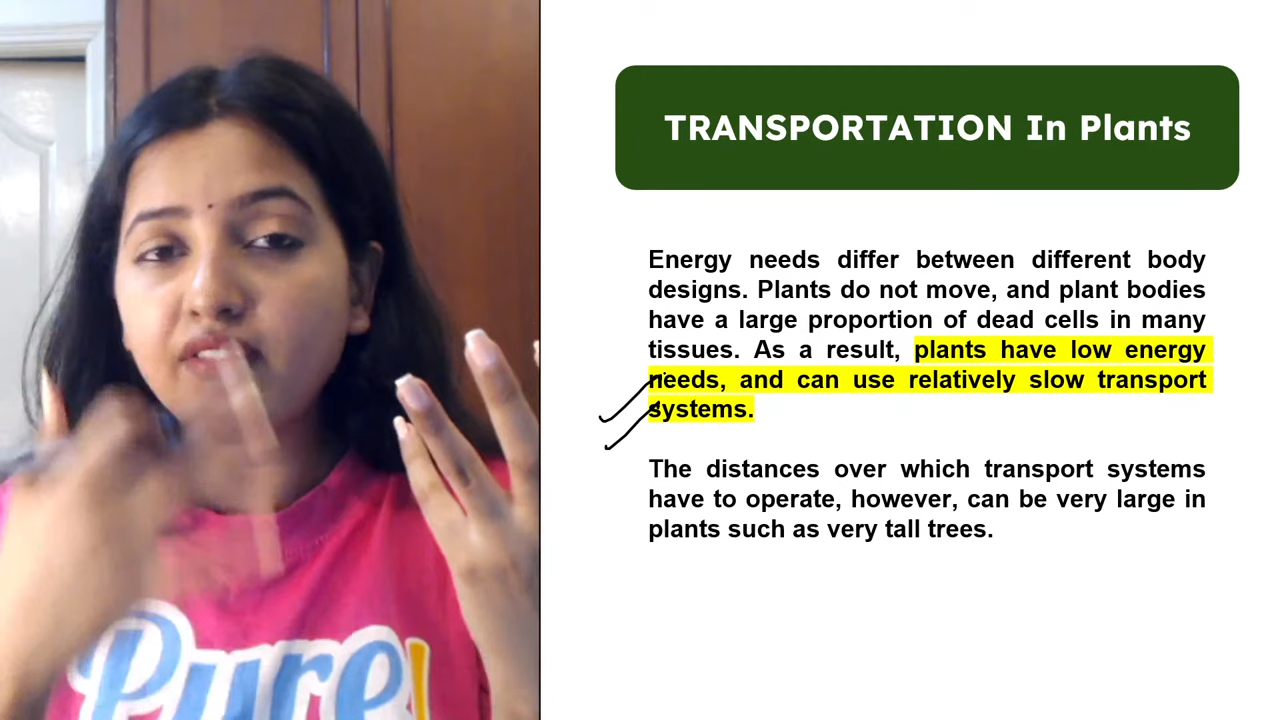 TRANSPORTATION In Plants
Energy needs differ between different body
designs. Plants do not move, and plant bodies
have a large proportion of dead cells in many
tissues. As a result, plants have low energy
needs, and can use relatively slow transport
systems.
The distances over which transport systems
have to operate, however, can be very large in
plants such as very tall trees.
Pure!